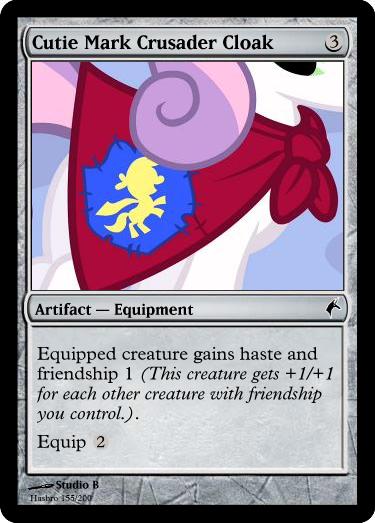 Cutie Mark Crusader Cloak 3
Artifact — Equipment
Equipped creature gains haste and
friendship 1 (This creature gets +1/+1
for each other creature with friendship
you control.).
Equip 2
Studio B
Hasbro 155/200